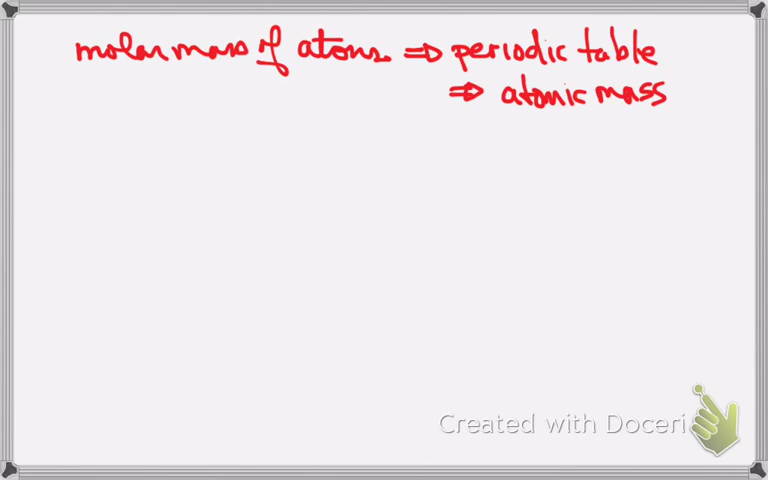 molar mass of atoms. ⇒ periodic table
⇒ atomic mass
Created with Doceri